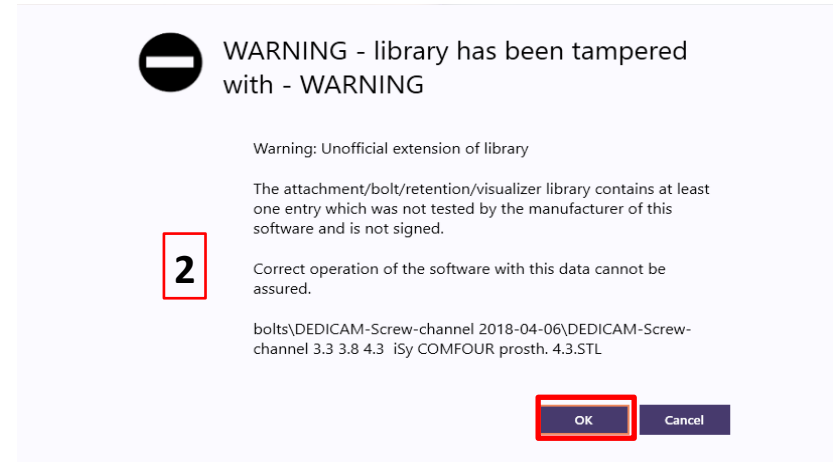 WARNING - library has been tampered
with - WARNING
Warning: Unofficial extension of library
The attachment/bolt/retention/visualizer library contains at least
one entry which was not tested by the manufacturer of this
software and is not signed.
2
Correct operation of the software with this data cannot be
assured.
bolts\DEDICAM-Screw-channel 2018-04-06\DEDICAM-Screw-
channel 3.3 3.8 4.3  iSy COMFOUR prosth. 4.3.STL
OK Cancel